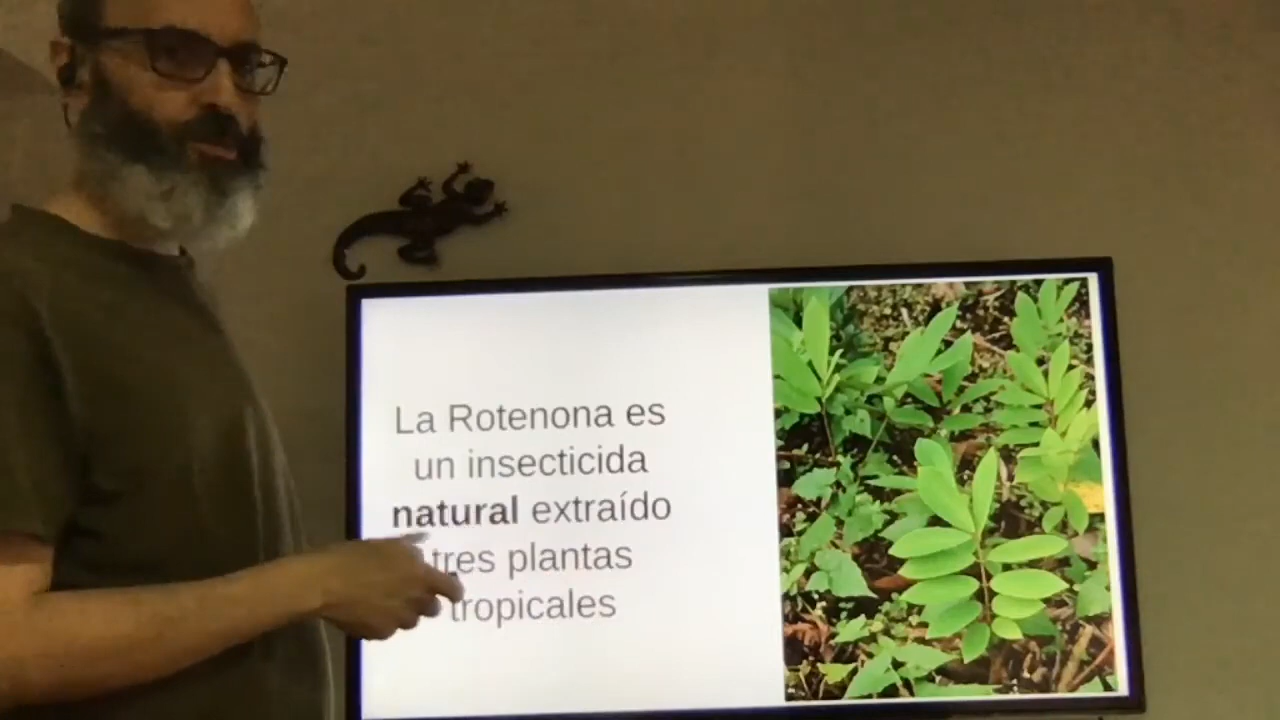 La Rotenona es
un insecticida
natural extraído
tres plantas
tropicales